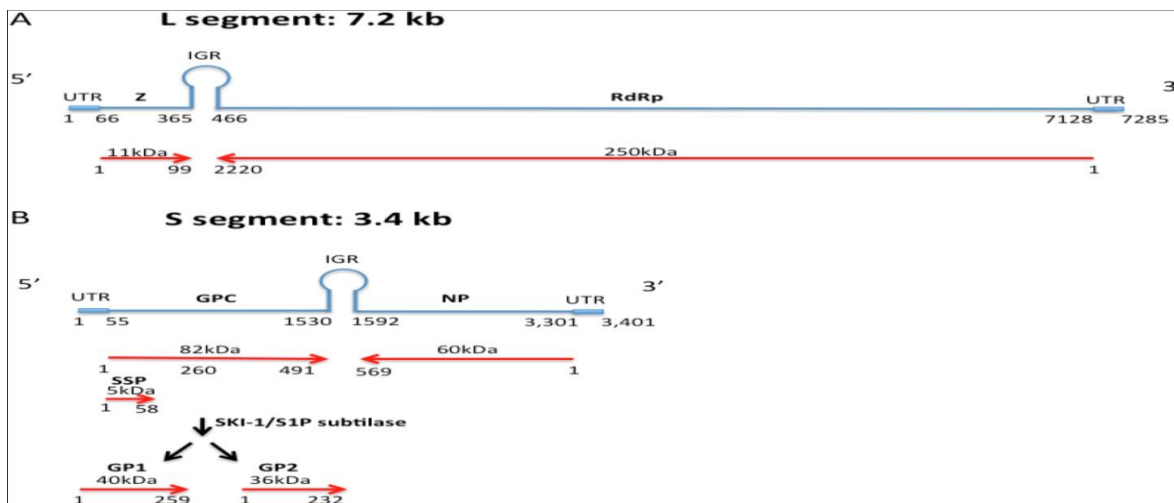 A L segment: 7.2 kb
IGR
5’ 3
UTR Z RdRp UTR
1 66 365 466 7128 7285
11kDa 250kDa
1 99 2220 1
B S segment: 3.4 kb
IGR
5’ 3’
UTR GPC NP UTR
1 55 1530 1592 3,301 3,401
82kDa 60kDa
1 260 491 569 1
SSP
5kDa
1 58
SKI-1/S1P subtilase
GP1 GP2
40kDa 36kDa
1 259 1 232